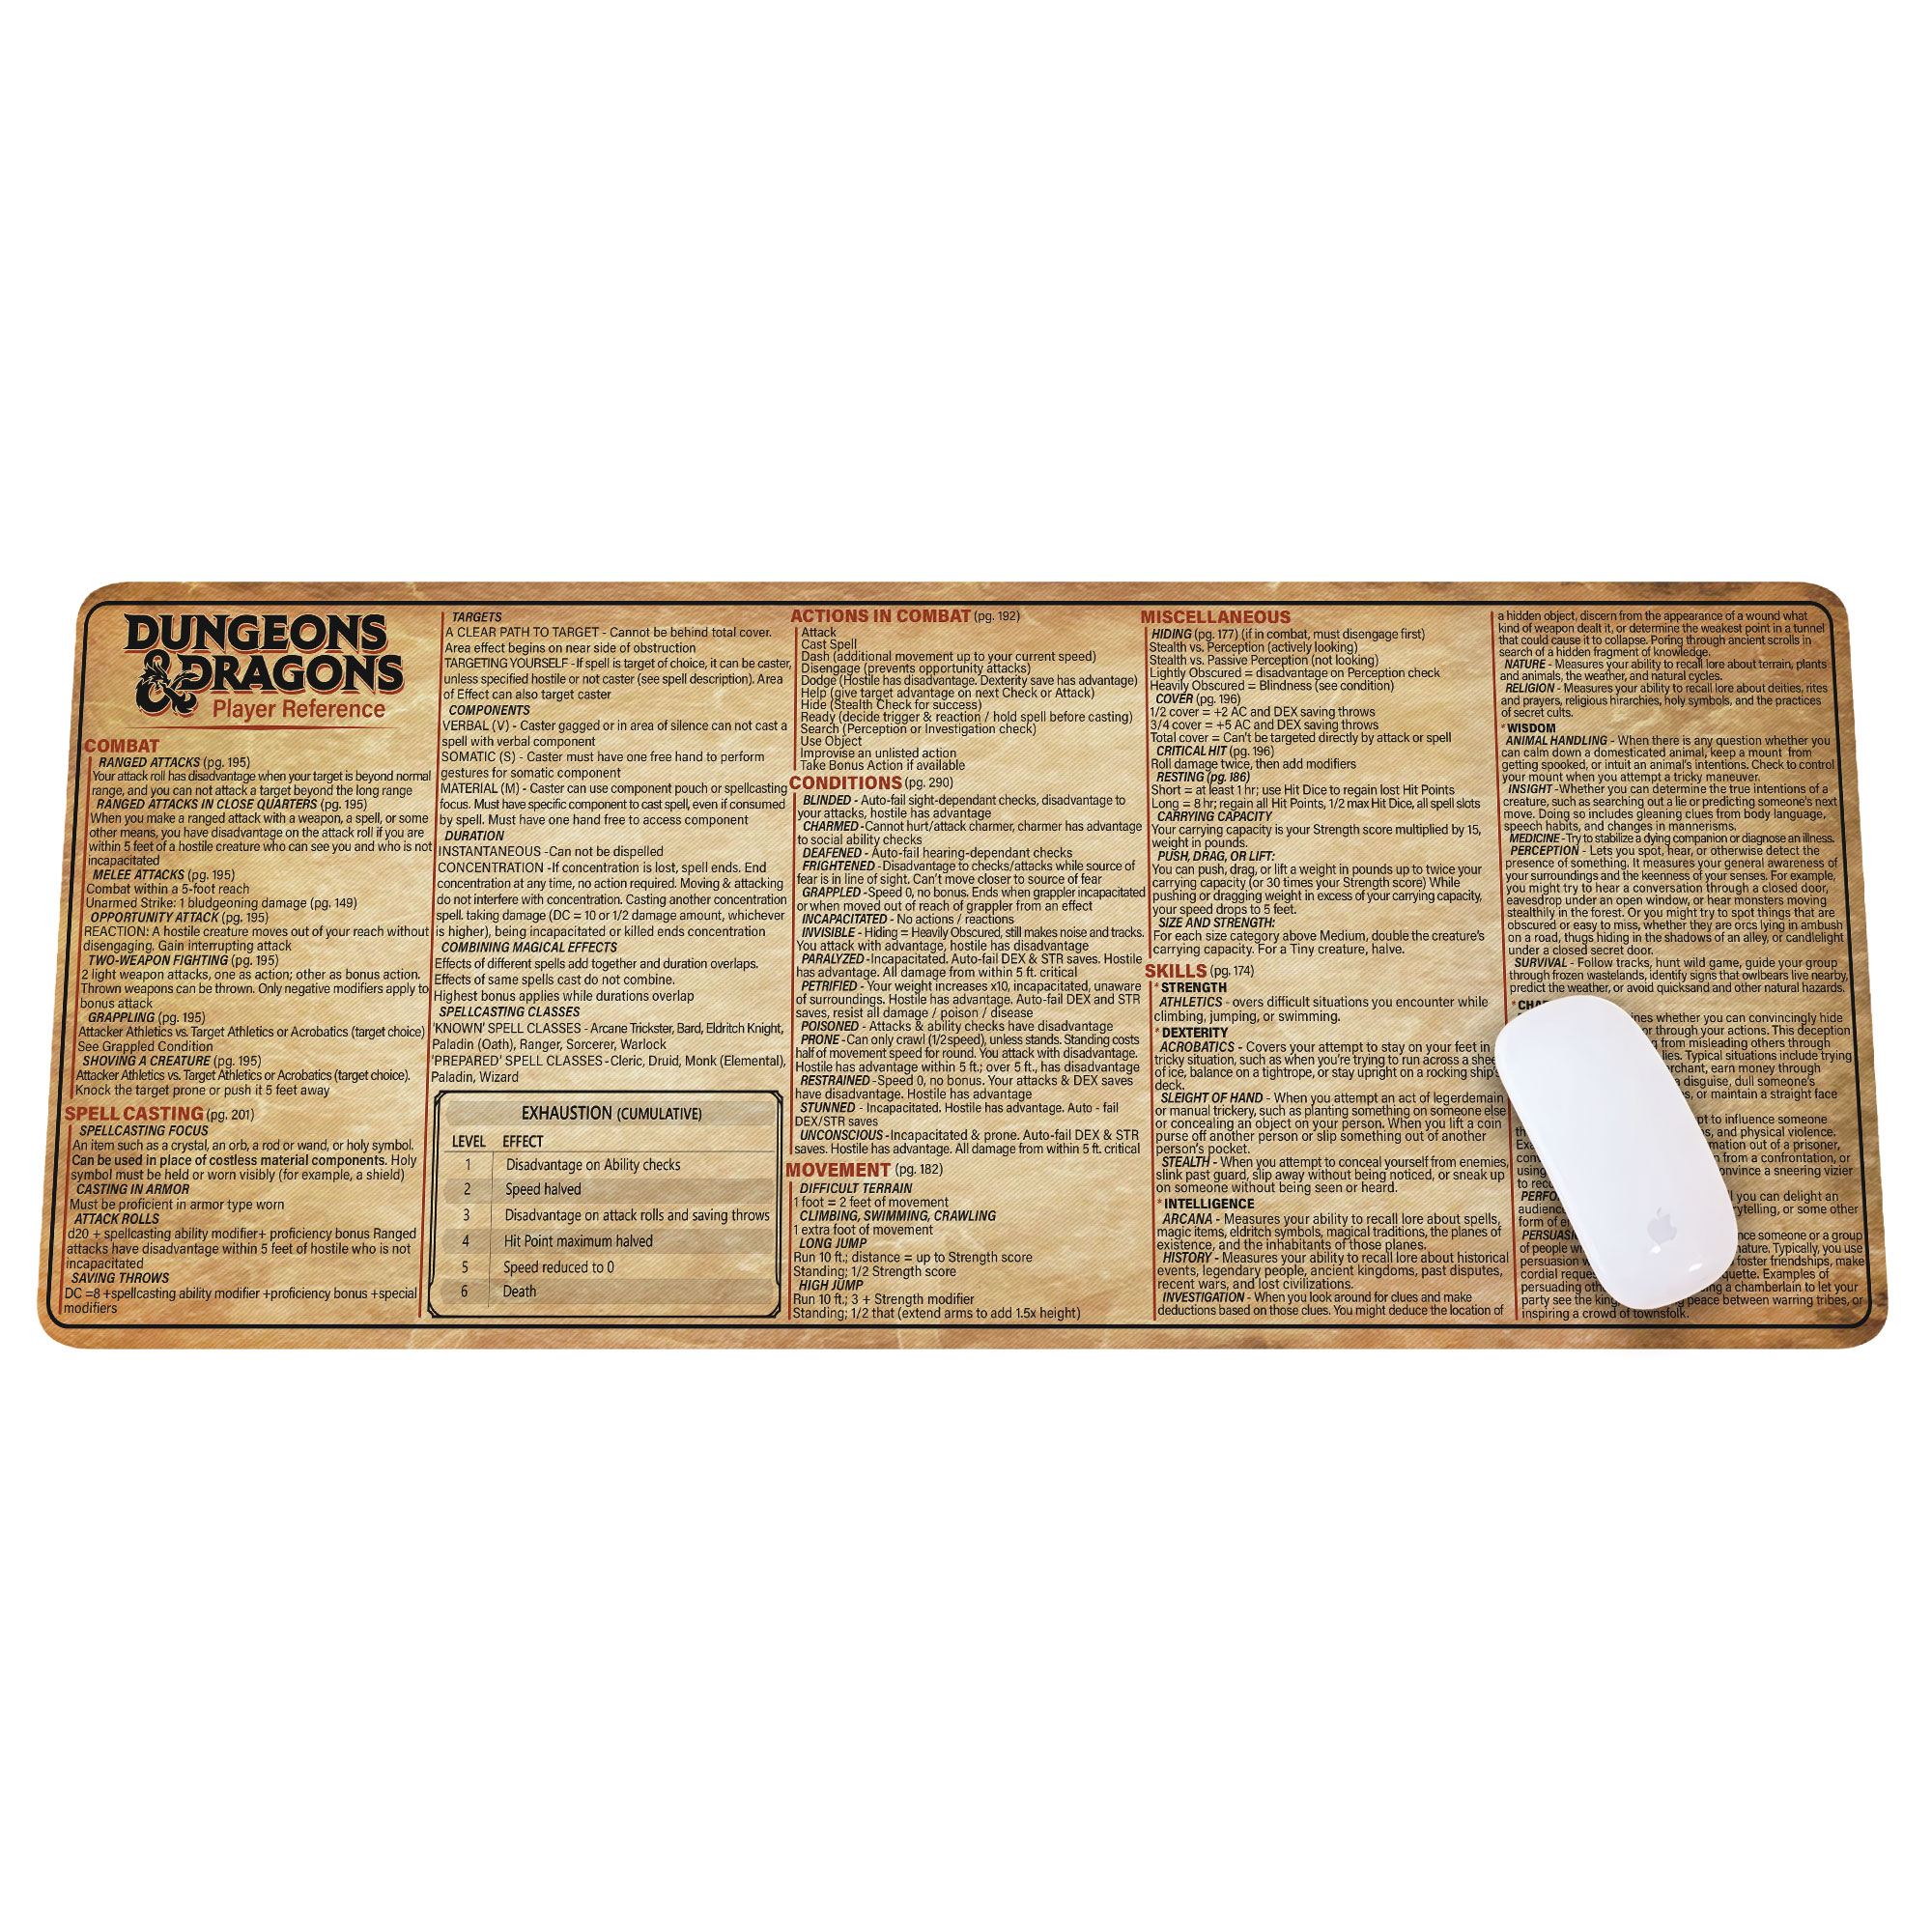 DUNGEONS
& DRAGONS
Player Reference
COMBAT
RANGED ATTACKS (pg. 195)
Your attack roll has disadvantage when your target is beyond normal
range, and you can not attack a target beyond the long range
RANGED ATTACKS IN CLOSE QUARTERS (pg. 195)
When you make a ranged attack with a weapon, a spell, or some
other means, you have disadvantage on the attack roll if you are
within 5 feet of a hostile creature who can see you and who is not
incapacitated
MELEE ATTACKS (pg. 195)
Combat within a 5-foot reach
Unarmed Strike: 1 bludgeoning damage (pg. 149)
OPPORTUNITY ATTACK (pg. 195)
REACTION: A hostile creature moves out of your reach without
disengaging. Gain interrupting attack
TWO-WEAPON FIGHTING (pg. 195)
2 light weapon attacks, one as action; other as bonus action.
Thrown weapons can be thrown. Only negative modifiers apply to
bonus attack
GRAPPLING (pg. 195)
Attacker Athletics vs. Target Athletics or Acrobatics (target choice)
See Grappled Condition
SHOVING A CREATURE (pg. 195)
Attacker Athletics vs. Target Athletics or Acrobatics (target choice).
Knock the target prone or push it 5 feet away
SPELL CASTING (pg. 201)
SPELLCASTING FOCUS
An item such as a crystal, an orb, a rod or wand, or holy symbol.
Can be used in place of costless material components. Holy
symbol must be held or worn visibly (for example, a shield)
CASTING IN ARMOR
Must be proficient in armor type worn
ATTACK ROLLS
d20 + spellcasting ability modifier+ proficiency bonus Ranged
attacks have disadvantage within 5 feet of hostile who is not
incapacitated
SAVING THROWS
DC =8 +spellcasting ability modifier +proficiency bonus +special
modifiers
TARGETS
A CLEAR PATH TO TARGET - Cannot be behind total cover.
Area effect begins on near side of obstruction
TARGETING YOURSELF - If spell is target of choice, it can be caster,
unless specified hostile or not caster (see spell description). Area
of Effect can also target caster
COMPONENTS
VERBAL (V) - Caster gagged or in area of silence can not cast a
spell with verbal component
SOMATIC (S) - Caster must have one free hand to perform
gestures for somatic component
MATERIAL (M) - Caster can use component pouch or spellcasting
focus. Must have specific component to cast spell, even if consumed
by spell. Must have one hand free to access component
DURATION
INSTANTANEOUS -Can not be dispelled
CONCENTRATION -If concentration is lost, spell ends. End
concentration at any time, no action required. Moving & attacking
do not interfere with concentration. Casting another concentration
spell. taking damage (DC = 10 or 1/2 damage amount, whichever
is higher), being incapacitated or killed ends concentration
COMBINING MAGICAL EFFECTS
Effects of different spells add together and duration overlaps.
Effects of same spells cast do not combine.
Highest bonus applies while durations overlap
SPELLCASTING CLASSES
'KNOWN' SPELL CLASSES - Arcane Trickster, Bard, Eldritch Knight,
Paladin (Oath), Ranger, Sorcerer, Warlock
'PREPARED' SPELL CLASSES -Cleric, Druid, Monk (Elemental),
Paladin, Wizard
EXHAUSTION (CUMULATIVE)
LEVEL EFFECT
1 Disadvantage on Ability checks
2 Speed halved
3 Disadvantage on attack rolls and saving throws
4 Hit Point maximum halved
5 Speed reduced to 0
6 Death
ACTIONS IN COMBAT (pg. 192)
Attack
Cast Spell
Dash (additional movement up to your current speed)
Disengage (prevents opportunity attacks)
Dodge (Hostile has disadvantage. Dexterity save has advantage)
Help (give target advantage on next Check or Attack)
Hide (Stealth Check for success)
Ready (decide trigger & reaction / hold spell before casting)
Search (Perception or Investigation check)
Use Object
Improvise an unlisted action
Take Bonus Action if available
CONDITIONS (pg. 290)
BLINDED - Auto-fail sight-dependant checks, disadvantage to
your attacks, hostile has advantage
CHARMED -Cannot hurt/attack charmer, charmer has advantage
to social ability checks
DEAFENED - Auto-fail hearing-dependant checks
FRIGHTENED -Disadvantage to checks/attacks while source of
fear is in line of sight. Can't move closer to source of fear
GRAPPLED -Speed 0, no bonus. Ends when grappler incapacitated
or when moved out of reach of grappler from an effect
INCAPACITATED - No actions / reactions
INVISIBLE - Hiding = Heavily Obscured, still makes noise and tracks.
You attack with advantage, hostile has disadvantage
PARALYZED -Incapacitated. Auto-fail DEX & STR saves. Hostile
has advantage. All damage from within 5 ft. critical
PETRIFIED - Your weight increases x10, incapacitated, unaware
of surroundings. Hostile has advantage. Auto-fail DEX and STR
saves, resist all damage / poison / disease
POISONED - Attacks & ability checks have disadvantage
PRONE -Can only crawl (1/2 speed), unless stands. Standing costs
half of movement speed for round. You attack with disadvantage.
Hostile has advantage within 5 ft.; over 5 ft., has disadvantage
RESTRAINED -Speed 0, no bonus. Your attacks & DEX saves
have disadvantage. Hostile has advantage
STUNNED - Incapacitated. Hostile has advantage. Auto - fail
DEX/STR saves
UNCONSCIOUS -Incapacitated & prone. Auto-fail DEX & STR
saves. Hostile has advantage. All damage from within 5 ft. critical
MOVEMENT (pg. 182)
DIFFICULT TERRAIN
1 foot = 2 feet of movement
CLIMBING, SWIMMING, CRAWLING
1 extra foot of movement
LONG JUMP
Run 10 ft.; distance = up to Strength score
Standing; 1/2 Strength score
HIGH JUMP
Run 10 ft.; 3 + Strength modifier
Standing; 1/2 that (extend arms to add 1.5x height)
MISCELLANEOUS
HIDING (pg. 177) (if in combat, must disengage first)
Stealth vs. Perception (actively looking)
Stealth vs. Passive Perception (not looking)
Lightly Obscured = disadvantage on Perception check
Heavily Obscured = Blindness (see condition)
COVER (pg. 196)
1/2 cover = +2 AC and DEX saving throws
3/4 cover = +5 AC and DEX saving throws
Total cover = Can't be targeted directly by attack or spell
CRITICAL HIT (pg. 196)
Roll damage twice, then add modifiers
RESTING (pg. 186)
Short = at least 1 hr; use Hit Dice to regain lost Hit Points
Long = 8 hr; regain all Hit Points, 1/2 max Hit Dice, all spell slots
CARRYING CAPACITY
Your carrying capacity is your Strength score multiplied by 15,
weight in pounds.
PUSH, DRAG, OR LIFT:
You can push, drag, or lift a weight in pounds up to twice your
carrying capacity (or 30 times your Strength score) While
pushing or dragging weight in excess of your carrying capacity,
your speed drops to 5 feet.
SIZE AND STRENGTH:
For each size category above Medium, double the creature's
carrying capacity. For a Tiny creature, halve.
SKILLS (pg. 174)
* STRENGTH
ATHLETICS - overs difficult situations you encounter while
climbing, jumping, or swimming.
* DEXTERITY
ACROBATICS - Covers your attempt to stay on your feet in
tricky situation, such as when you're trying to run across a shee
of ice, balance on a tightrope, or stay upright on a rocking ship's
deck.
SLEIGHT OF HAND - When you attempt an act of legerdemain
or manual trickery, such as planting something on someone else
or concealing an object on your person. When you lift a coin
purse off another person or slip something out of another
person's pocket.
STEALTH - When you attempt to conceal yourself from enemies,
slink past guard, slip away without being noticed, or sneak up
on someone without being seen or heard.
* INTELLIGENCE
ARCANA - Measures your ability to recall lore about spells,
magic items, eldritch symbols, magical traditions, the planes of
existence, and the inhabitants of those planes.
HISTORY - Measures your ability to recall lore about historical
events, legendary people, ancient kingdoms, past disputes,
recent wars, and lost civilizations.
INVESTIGATION - When you look around for clues and make
deductions based on those clues. You might deduce the location of
a hidden object, discern from the appearance of a wound what
kind of weapon dealt it, or determine the weakest point in a tunnel
that could cause it to collapse. Poring through ancient scrolls in
search of a hidden fragment of knowledge.
NATURE - Measures your ability to recall lore about terrain, plants
and animals, the weather, and natural cycles.
RELIGION - Measures your ability to recall lore about deities, rites
and prayers, religious hirarchies, holy symbols, and the practices
of secret cults.
* WISDOM
ANIMAL HANDLING - When there is any question whether you
can calm down a domesticated animal, keep a mount from
getting spooked, or intuit an animal's intentions. Check to control
your mount when you attempt a tricky maneuver.
INSIGHT -Whether you can determine the true intentions of a
creature, such as searching out a lie or predicting someone's next
move. Doing so includes gleaning clues from body language,
speech habits, and changes in mannerisms.
MEDICINE - Try to stabilize a dying companion or diagnose an illness.
PERCEPTION - Lets you spot, hear, or otherwise detect the
presence of something. It measures your general awareness of
your surroundings and the keenness of your senses. For example,
you might try to hear a conversation through a closed door,
eavesdrop under an open window, or hear monsters moving
stealthily in the forest. Or you might try to spot things that are
obscured or easy to miss, whether they are orcs lying in ambush
on a road, thugs hiding in the shadows of an alley, or candlelight
under a closed secret door.
SURVIVAL - Follow tracks, hunt wild game, guide your group
through frozen wastelands, identify signs that owlbears live nearby,
predict the weather, or avoid quicksand and other natural hazards.
whether you can convincingly hide
or through your actions. This deception
from misleading others through
lies. Typical situations include trying
earn money through
disguise, dull someone's
or maintain a straight face
to influence someone
and physical violence.
out of a prisoner,
from a confrontation, or
using a sneering vizier
to
you can delight an
or some other
form of
someone or a group
of people Typically, you use
persuasion foster friendships, make
cordial Examples of
persuading a chamberlain to let your
party see the peace between warring tribes, or
inspiring a crowd of townsfolk.